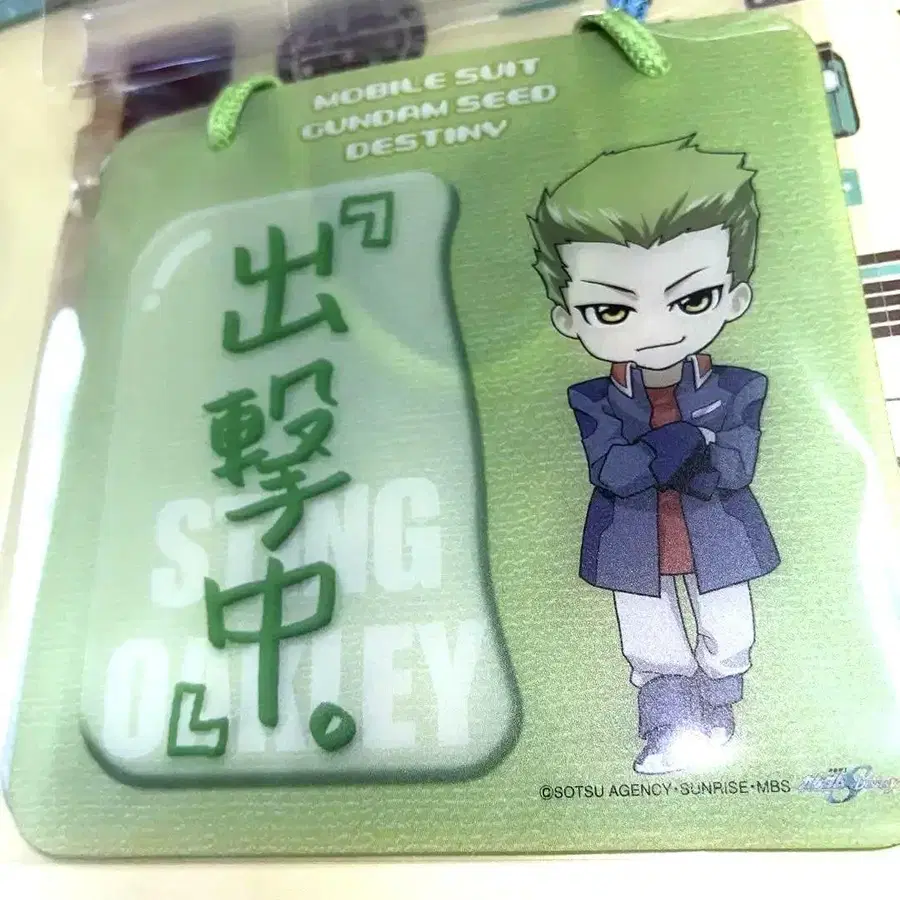 MOBILE SUIT
GUNDAM SEED
DESTINY
『出撃中。』
STING
OAKLEY
©SOTSU AGENCY・SUNRISE・MBS